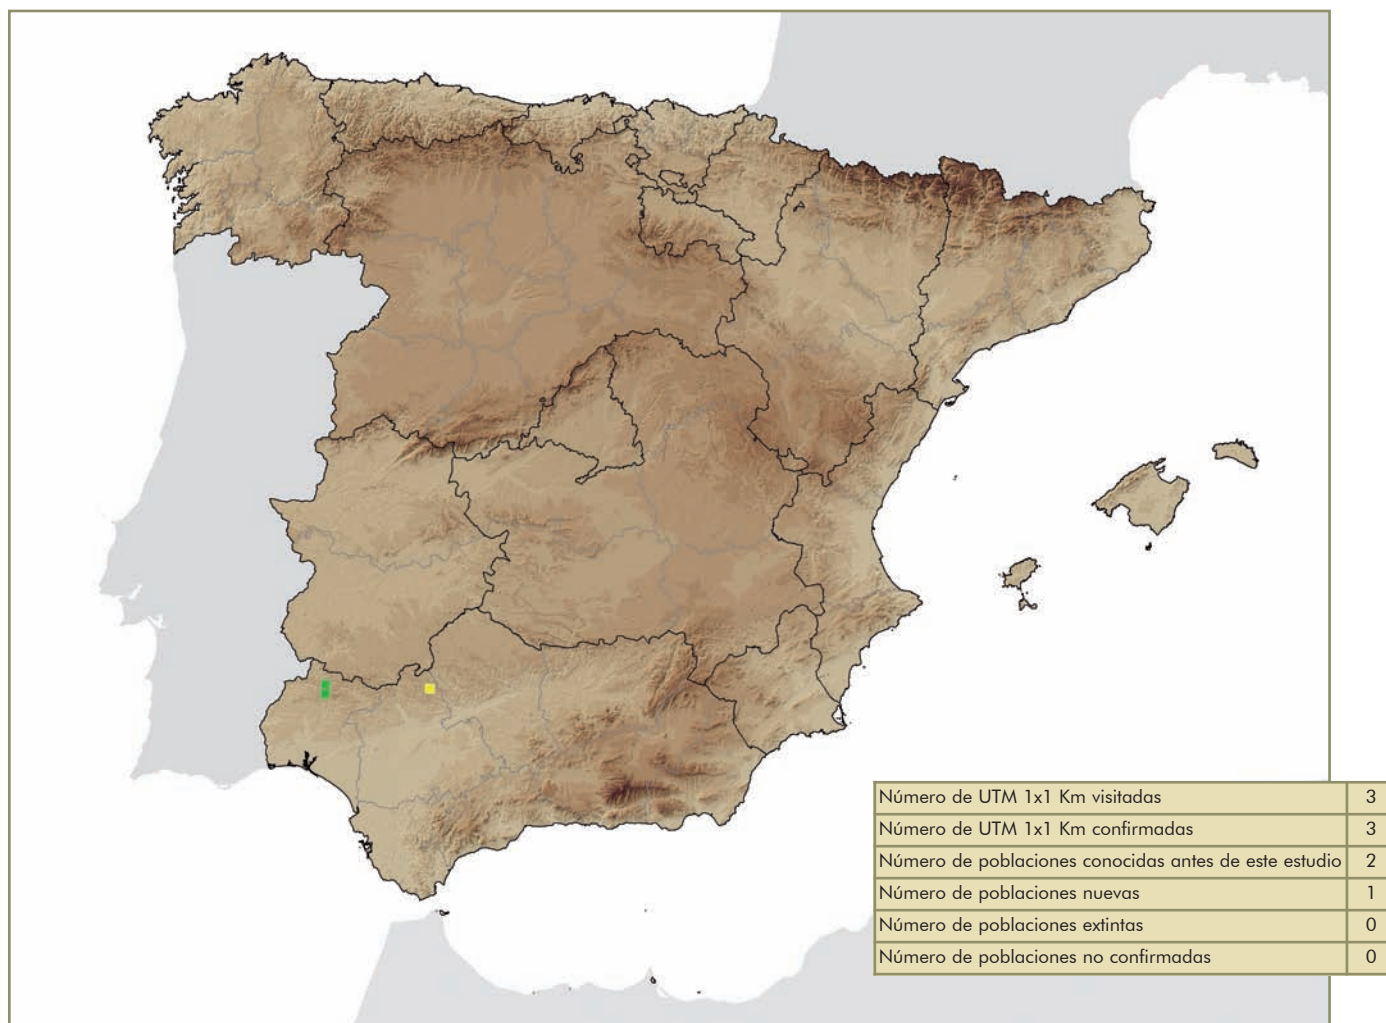 Número de UTM 1x1 Km visitadas 3
Número de UTM 1x1 Km confirmadas 3
Número de poblaciones conocidas antes de este estudio 2
Número de poblaciones nuevas 1
Número de poblaciones extintas 0
Número de poblaciones no confirmadas 0